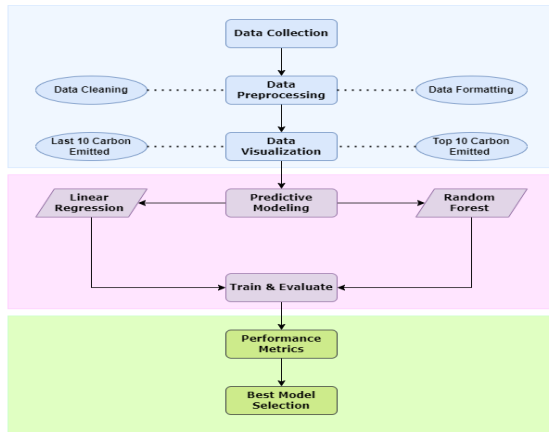 Data Collection
Data Cleaning
Data
Preprocessing
Data Formatting
Last 10 Carbon
Emitted
Data
Visualization
Top 10 Carbon
Emitted
Linear
Regression
Predictive
Modeling
Random
Forest
Train & Evaluate
Performance
Metrics
Best Model
Selection